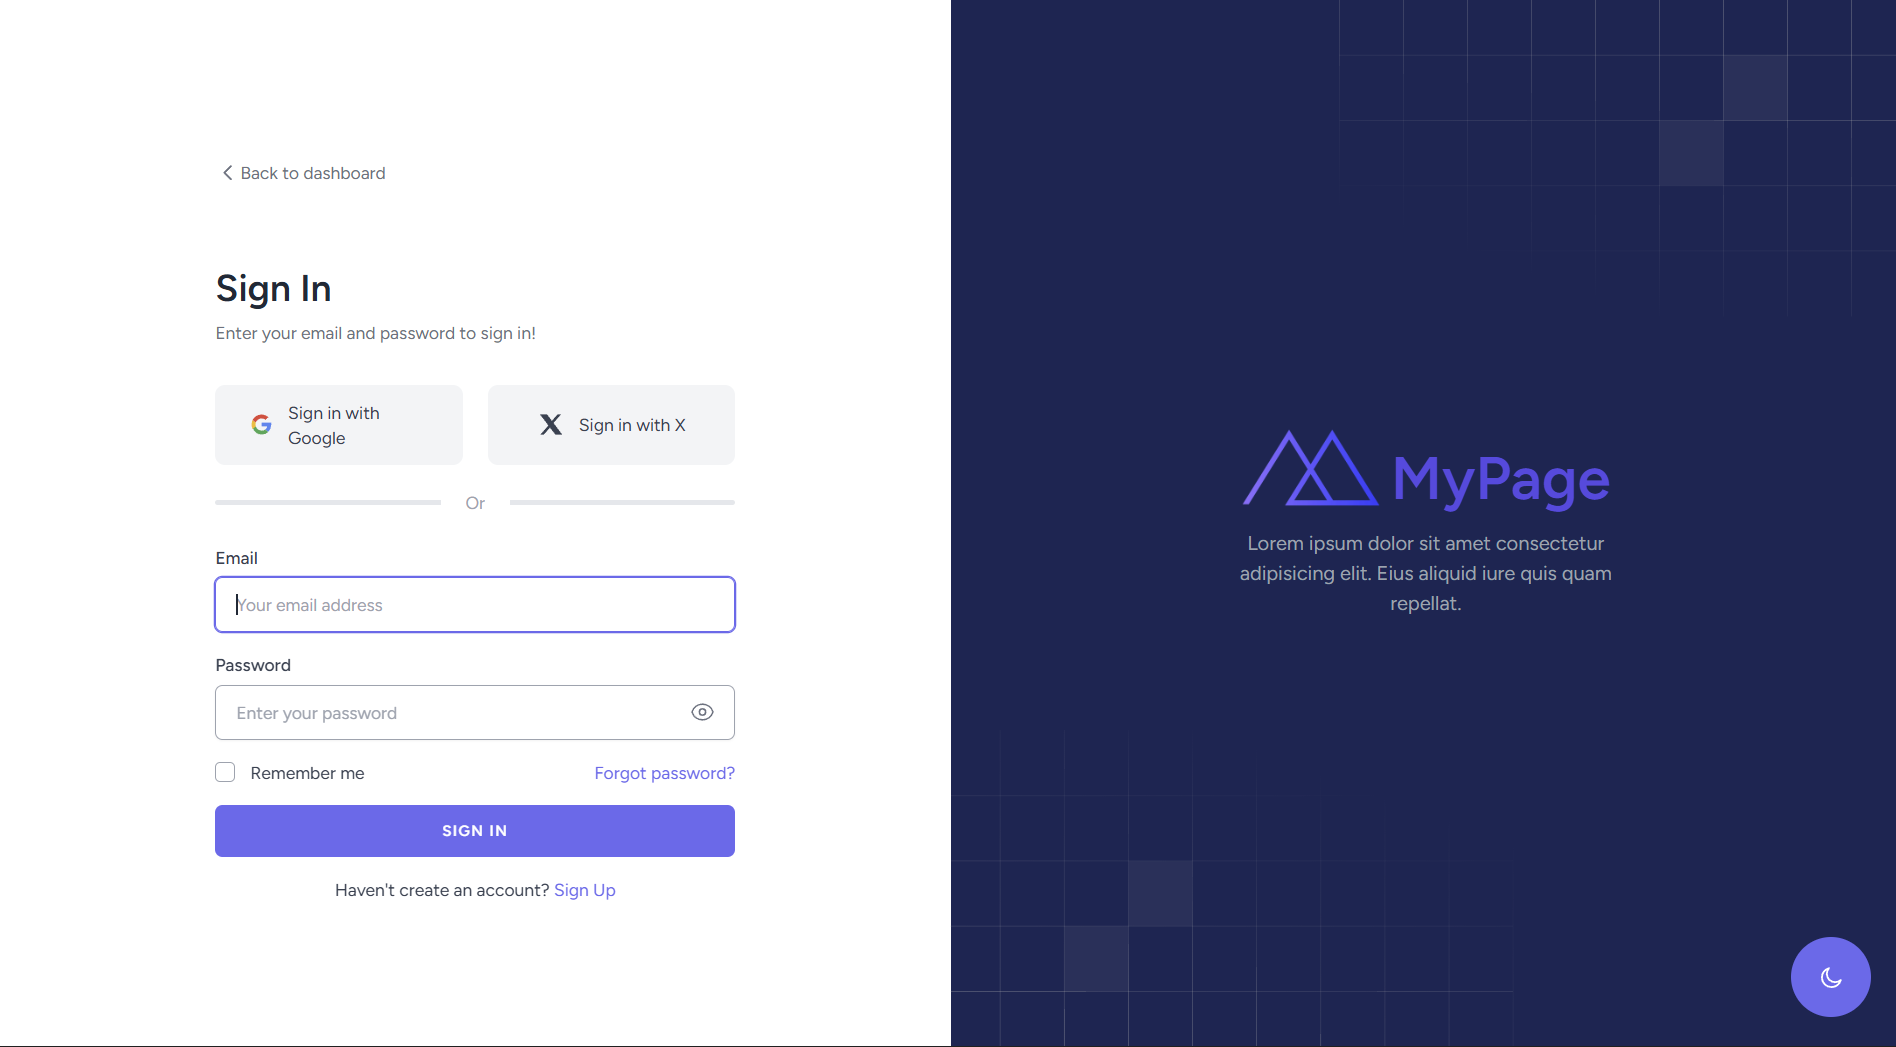 Back to dashboard
Sign In
Enter your email and password to sign in!
Sign in with
Google
Sign in with X
Or
Email
Your email address
Password
Enter your password
Remember me
Forgot password?
SIGN IN
Haven't create an account? Sign Up
MyPage
Lorem ipsum dolor sit amet consectetur
adipisicing elit. Eius aliquid iure quis quam
repellat.